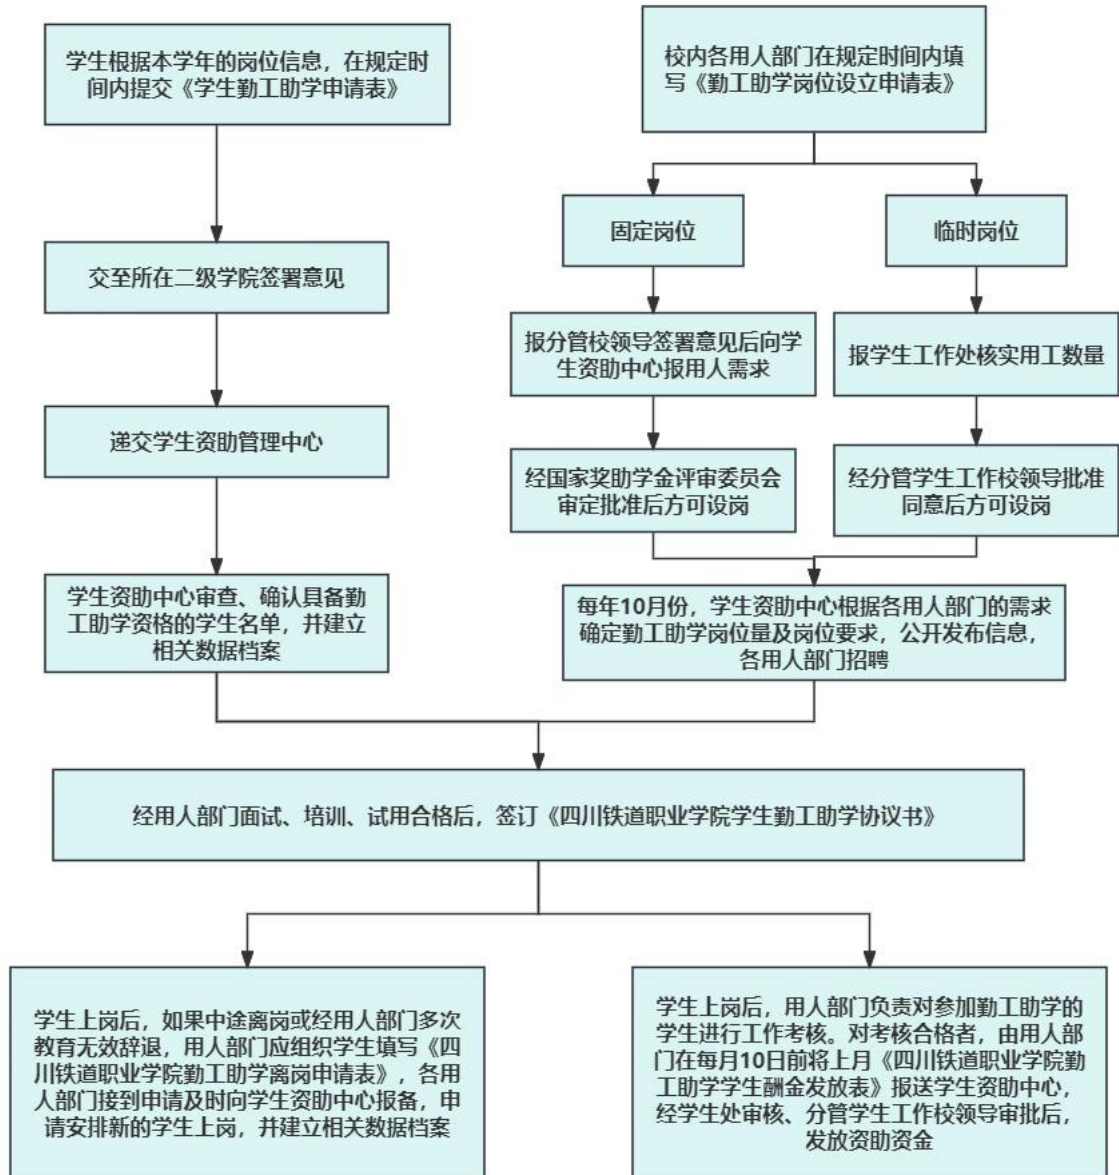 学生根据本学年的岗位信息，在规定时
间内提交《学生勤工助学申请表》
交至所在二级学院签署意见
递交学生资助管理中心
学生资助中心审查、确认具备勤
工助学资格的学生名单，并建立
相关数据档案
校内各用人部门在规定时间内填
写《勤工助学岗位设立申请表》
固定岗位
临时岗位
报分管校领导签署意见后向学
生资助中心报用人需求
报学生工作处核实用工数量
经国家奖助学金评审委员会
审定批准后方可设岗
经分管学生工作校领导批准
同意后方可设岗
每年10月份，学生资助中心根据各用人部门的需求
确定勤工助学岗位量及岗位要求，公开发布信息，
各用人部门招聘
经用人部门面试、培训、试用合格后，签订《四川铁道职业学院学生勤工助学协议书》
学生上岗后，如果中途离岗或经用人部门多次
教育无效辞退，用人部门应组织学生填写《四
川铁道职业学院勤工助学离岗申请表》，各用
人部门接到申请及时向学生资助中心报备，申
请安排新的学生上岗，并建立相关数据档案
学生上岗后，用人部门负责对参加勤工助学的
学生进行工作考核。对考核合格者，由用人部
门在每月10日前将上月《四川铁道职业学院勤
工助学学生酬金发放表》报送学生资助中心，
经学生处审核、分管学生工作校领导审批后，
发放资助资金